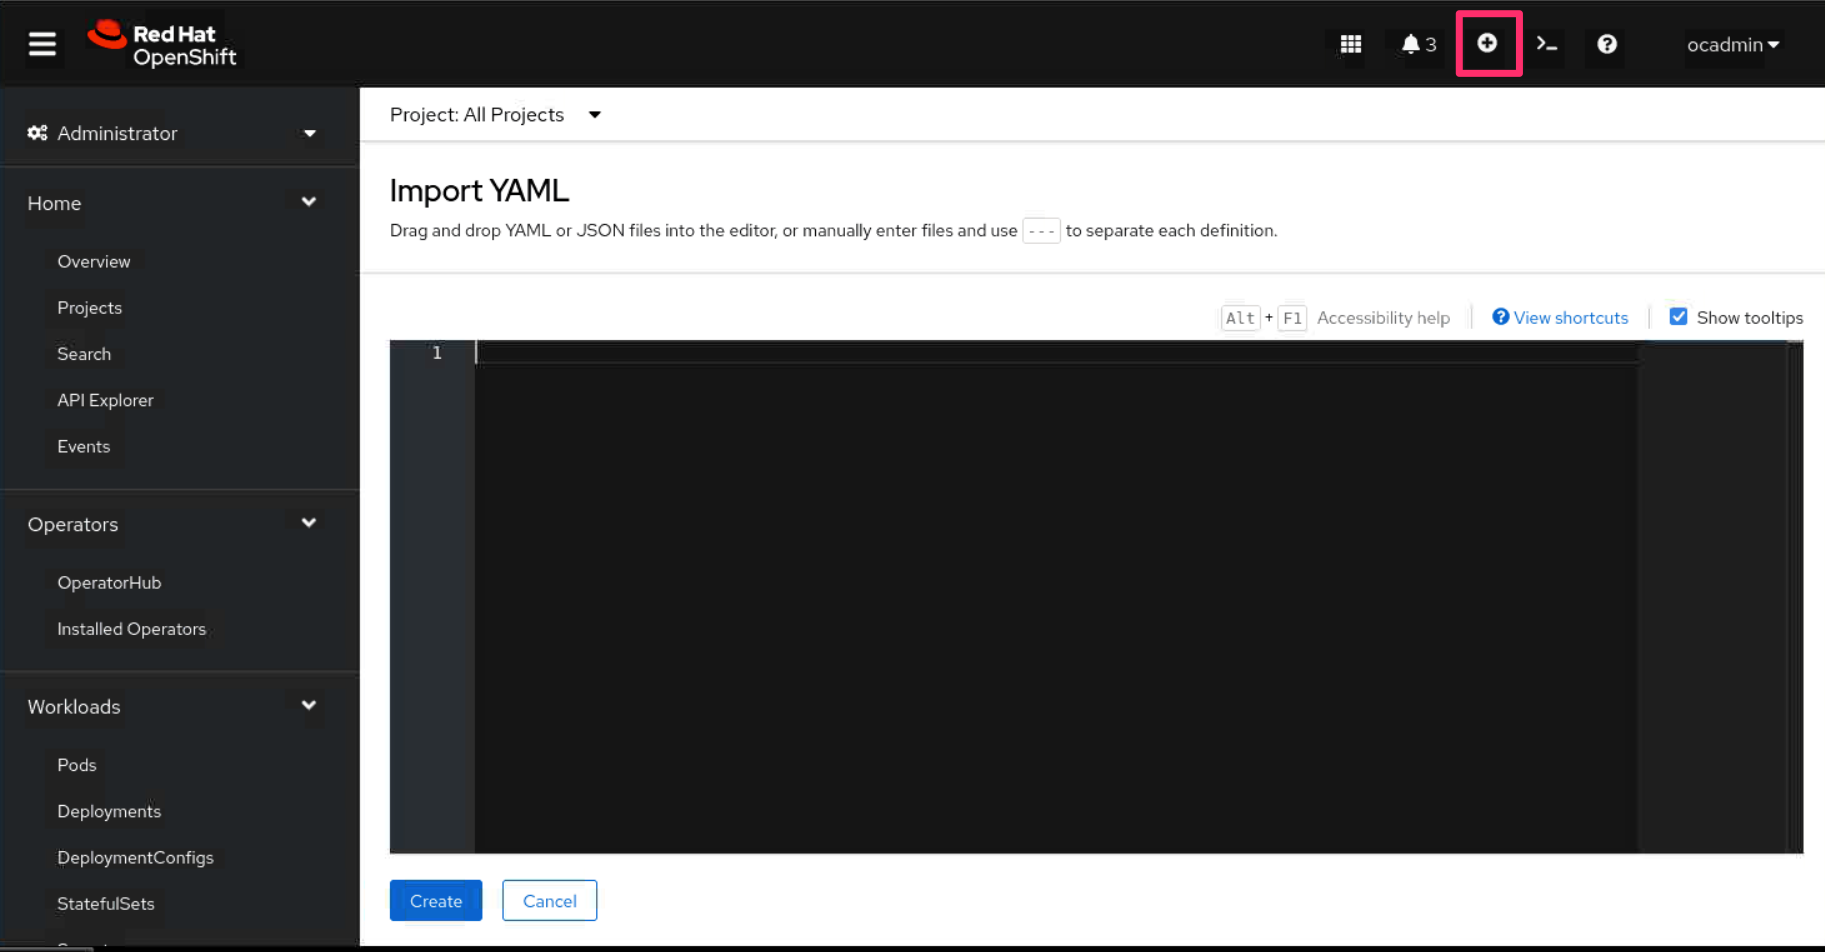 Red Hat
OpenShift
3
ocadmin
Administrator
Home
Overview
Projects
Search
API Explorer
Events
Operators
OperatorHub
Installed Operators
Workloads
Pods
Deployments
DeploymentConfigs
StatefulSets
Project: All Projects
Import YAML
Drag and drop YAML or JSON files into the editor, or manually enter files and use --- to separate each definition.
Alt + F1 Accessibility help View shortcuts Show tooltips
1
Create Cancel